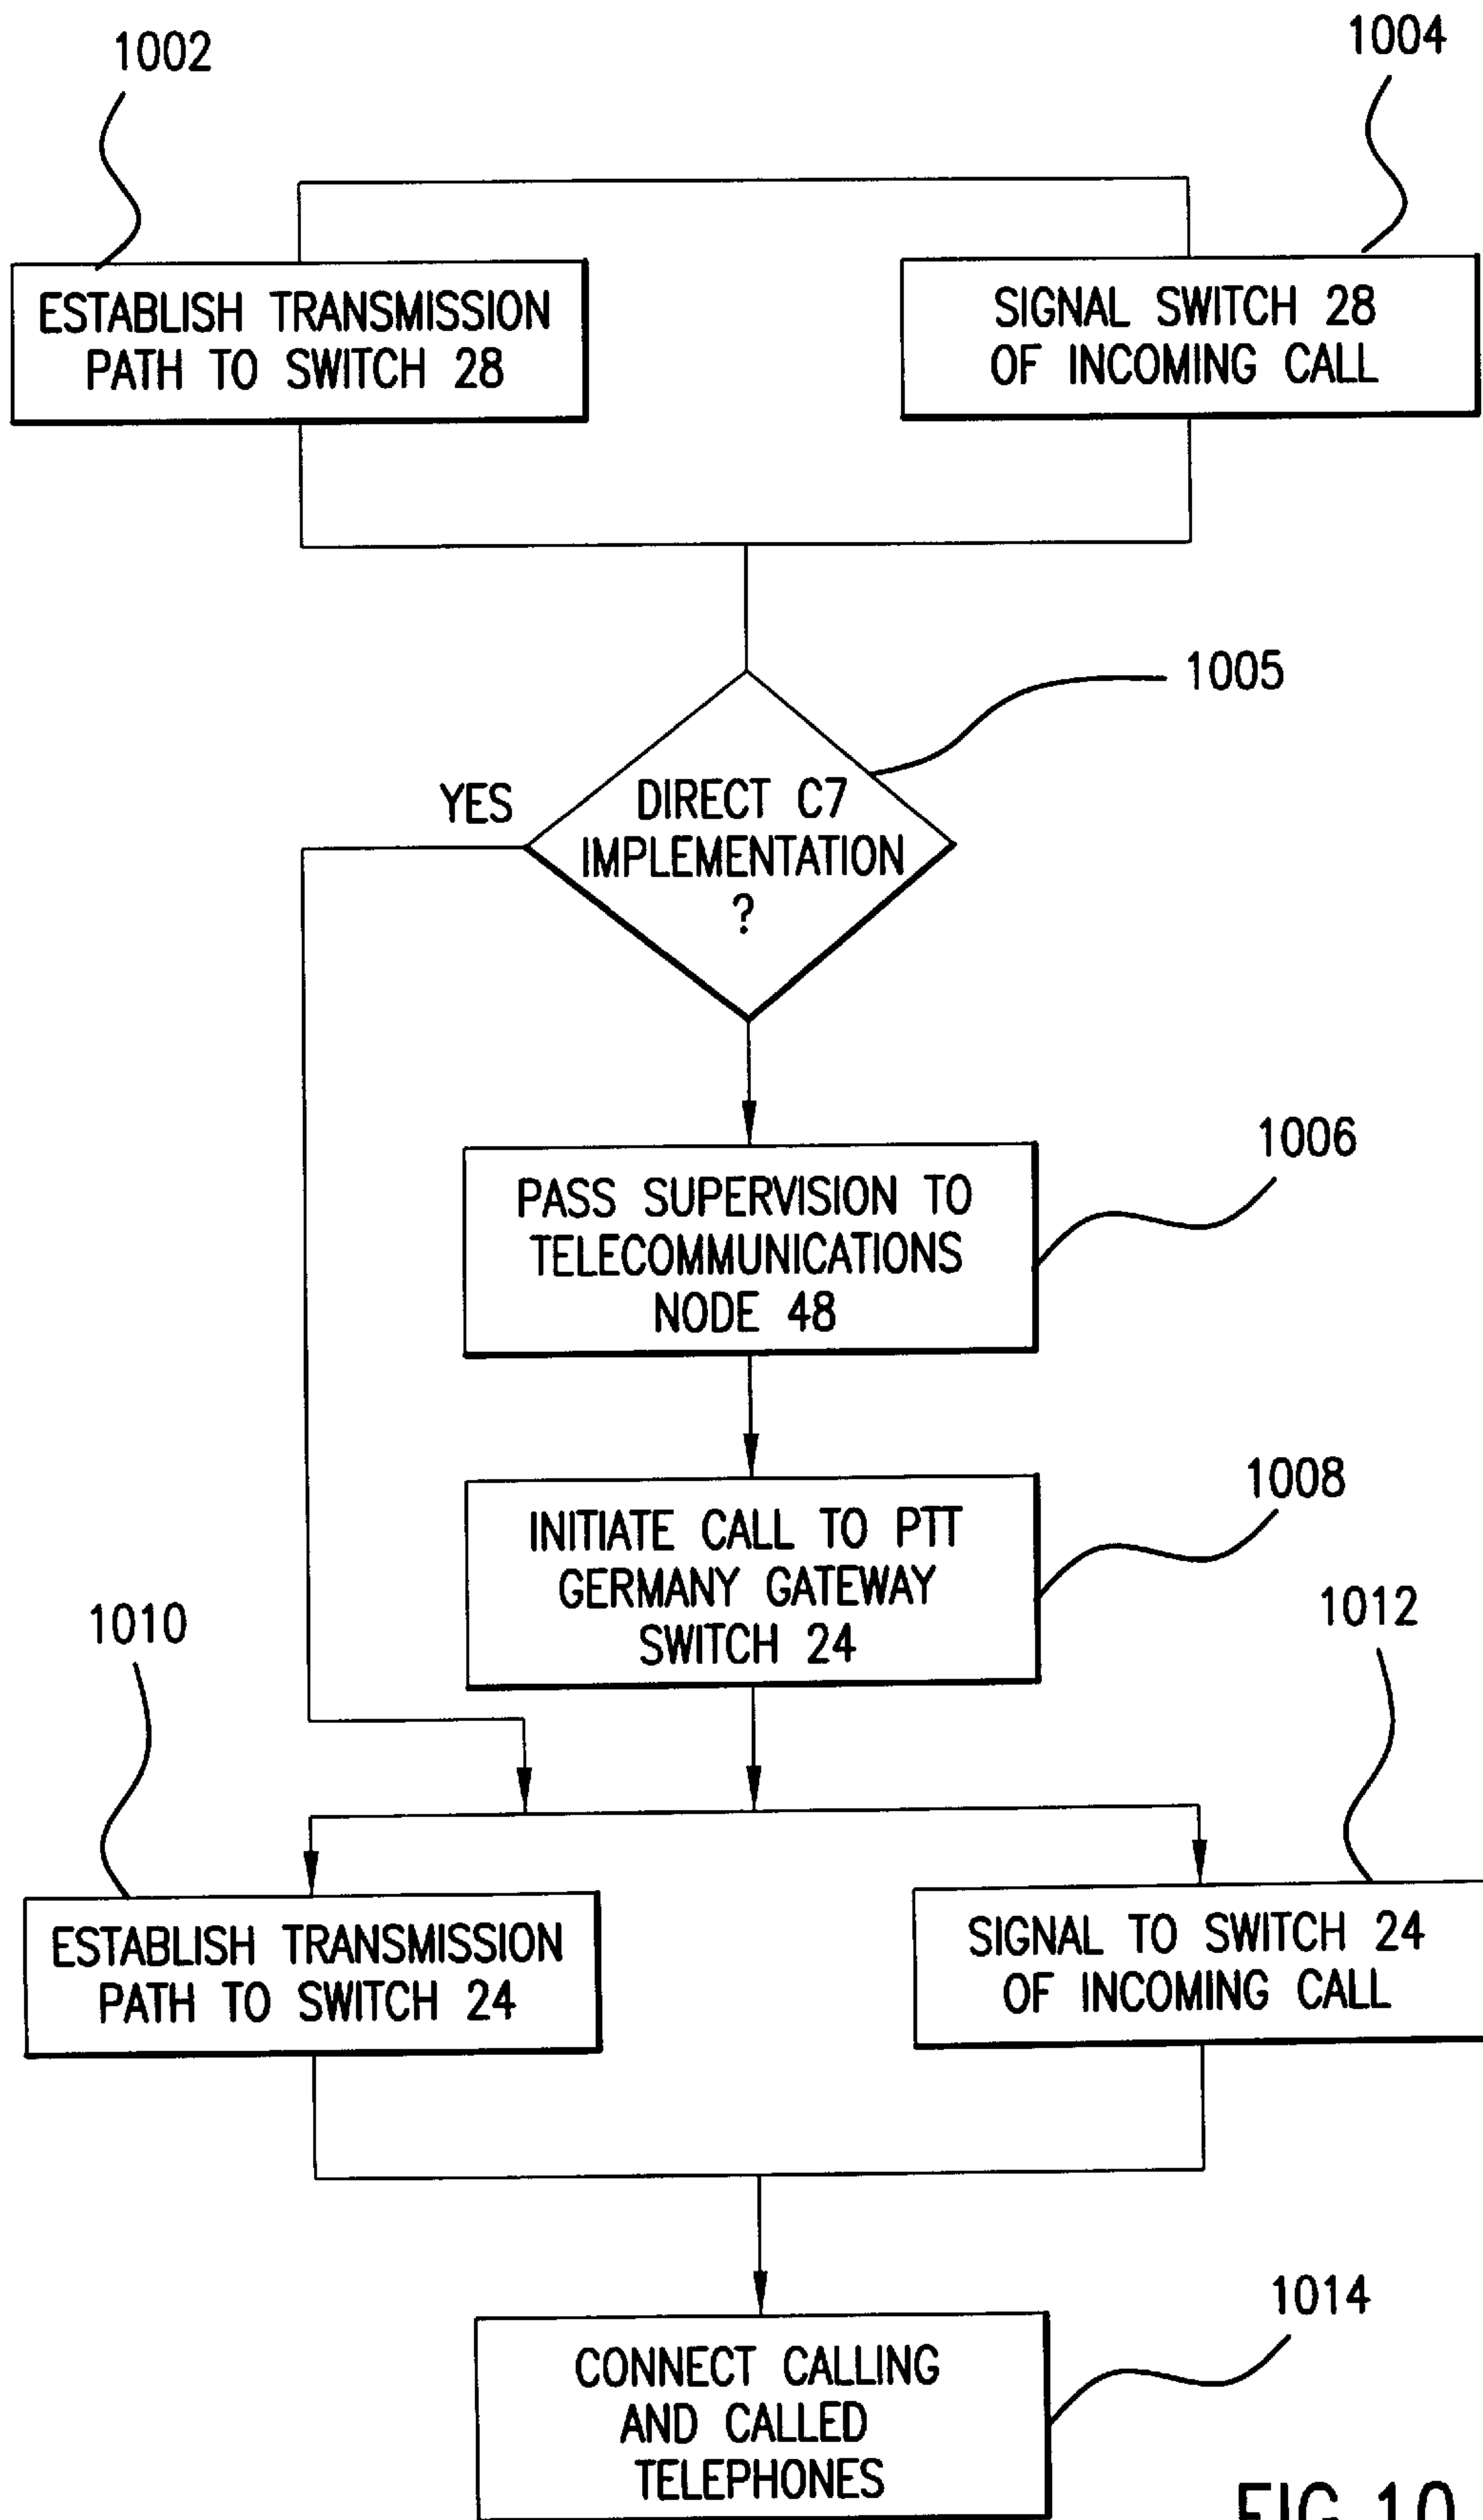 1002
1004
ESTABLISH TRANSMISSION
PATH TO SWITCH 28
SIGNAL SWITCH 28
OF INCOMING CALL
1005
YES
DIRECT C7
IMPLEMENTATION
?
1006
PASS SUPERVISION TO
TELECOMMUNICATIONS
NODE 48
1008
INITIATE CALL TO PTT
GERMANY GATEWAY
SWITCH 24
1010
1012
ESTABLISH TRANSMISSION
PATH TO SWITCH 24
SIGNAL TO SWITCH 24
OF INCOMING CALL
1014
CONNECT CALLING
AND CALLED
TELEPHONES
FIG.10